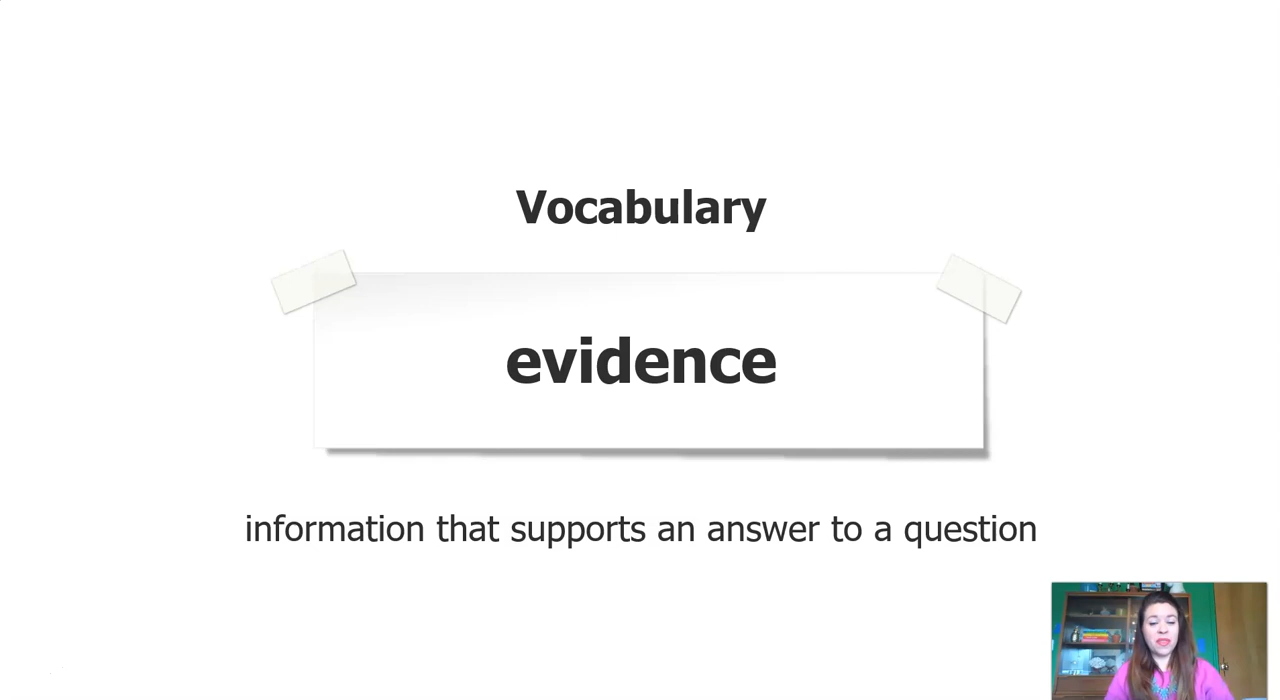 Vocabulary
evidence
information that supports an answer to a question